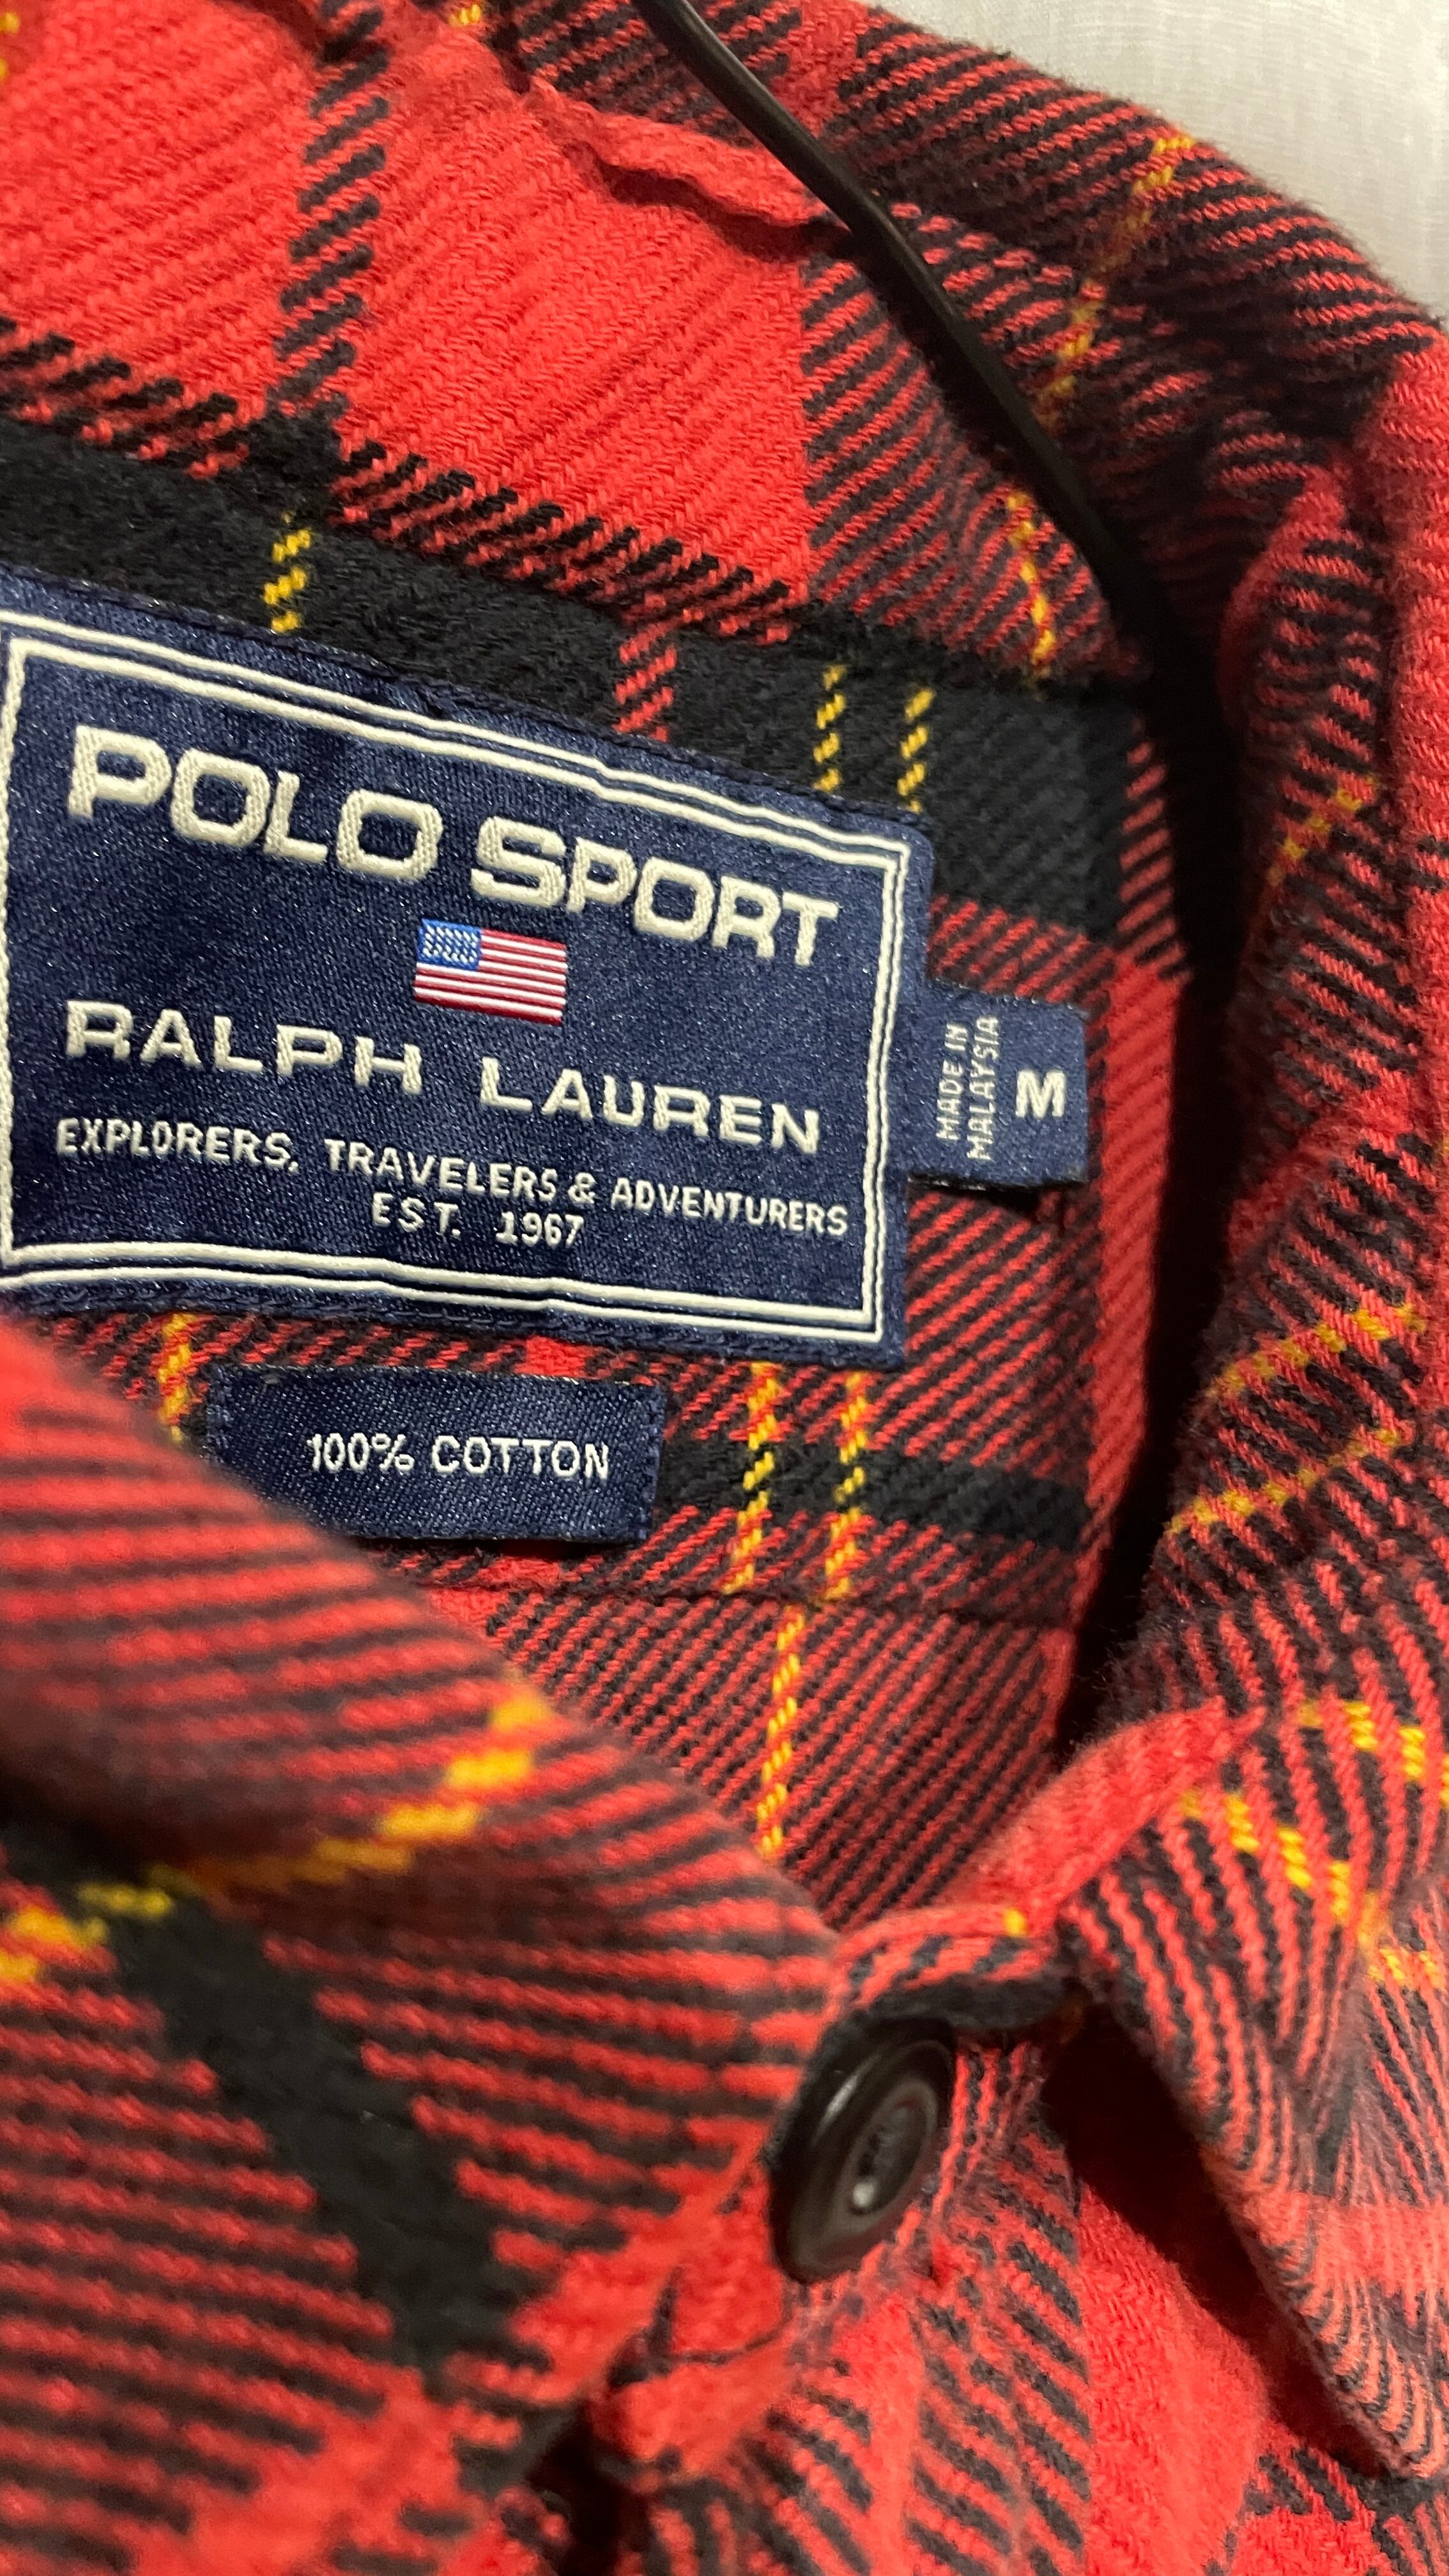 POLO SPORT
RALPH LAUREN
EXPLORERS, TRAVELERS & ADVENTURERS
EST. 1967
MADE IN
MALAYSIA
M
100% COTTON